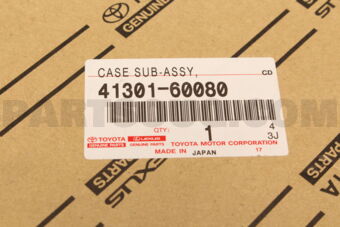 CASE SUB-ASSY, CD
41301-60080
QTY: 1 4
3J
TOYOTA LEXUS
GENUINE PARTS GENUINE PARTS
TOYOTA MOTOR CORPORATION
MADE IN JAPAN 17
LEXUS